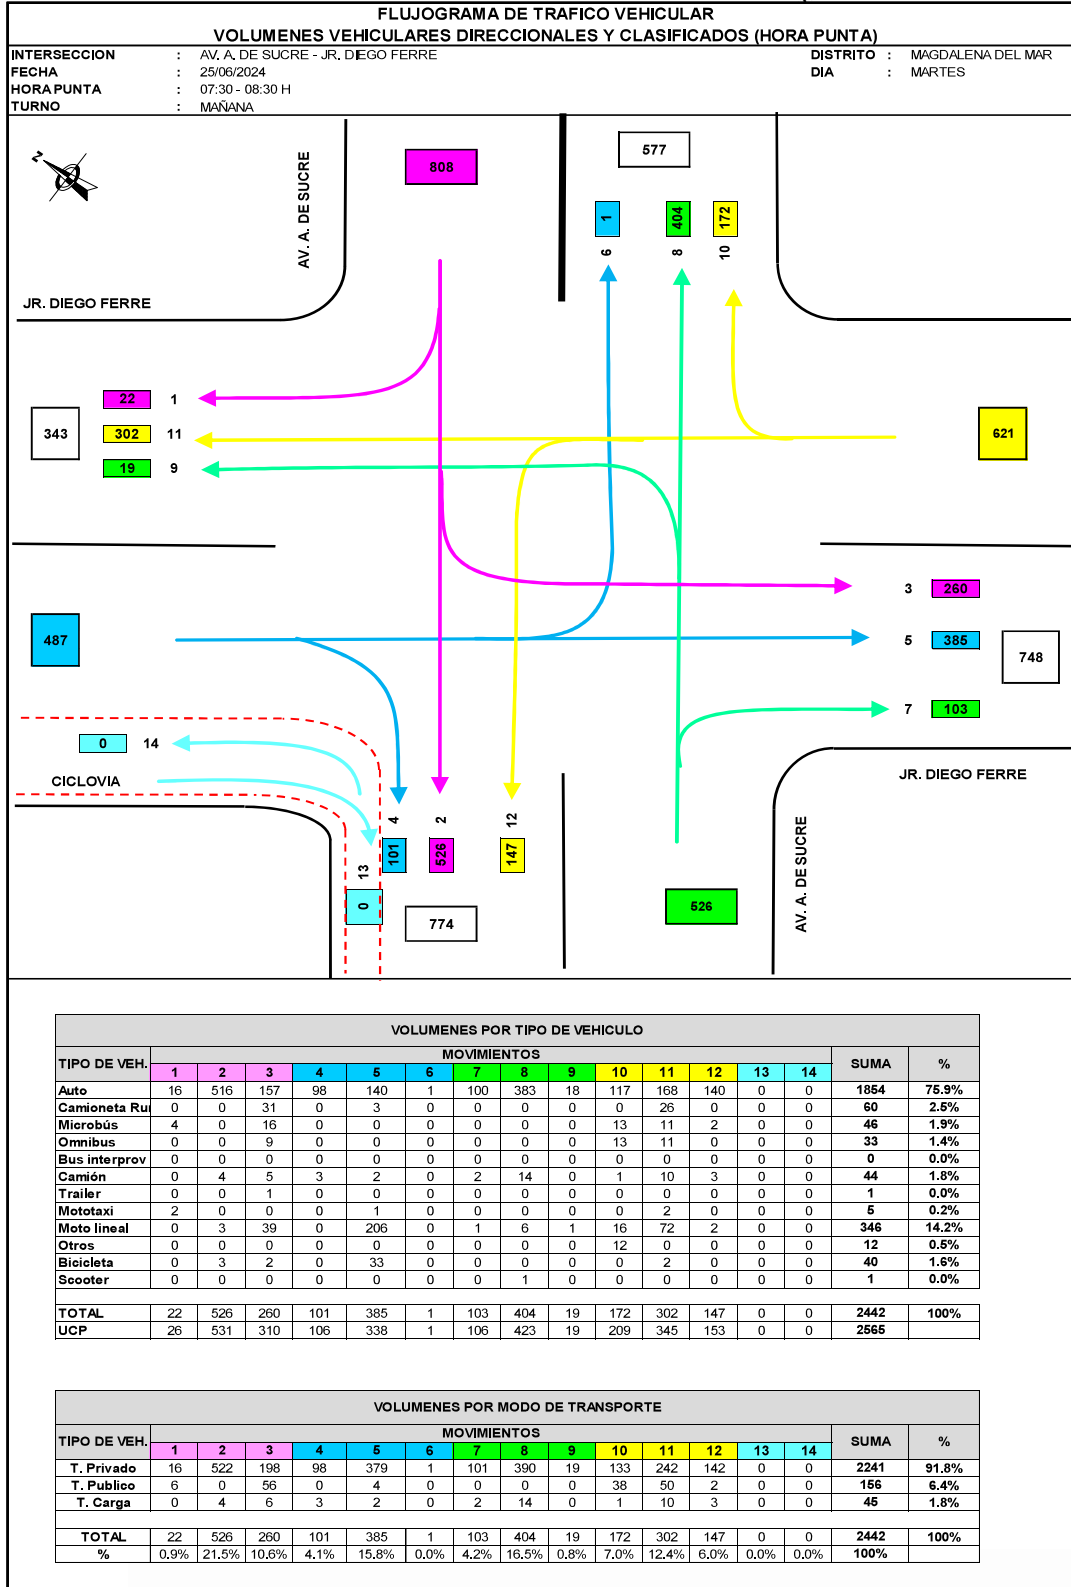 FLUJOGRAMA DE TRAFICO VEHICULAR
VOLUMENES VEHICULARES DIRECCIONALES Y CLASIFICADOS (HORA PUNTA)
INTERSECCION : AV. A. DE SUCRE - JR. DIEGO FERRE DISTRITO : MAGDALENA DEL MAR
FECHA : 25/06/2024 DIA : MARTES
HORA PUNTA : 07:30 - 08:30 H
TURNO : MAÑANA
577
808
N
AV. A. DE SUCRE
1 404 172
6 8 10
JR. DIEGO FERRE
22 1
343 302 11 621
19 9
3 260
487 5 385
748
7 103
0 14
CICLOVIA JR. DIEGO FERRE
4 2 12
101 526 147
13
0
AV. A. DE SUCRE
774 526
VOLUMENES POR TIPO DE VEHICULO
TIPO DE VEH. MOVIMIENTOS SUMA %
1 2 3 4 5 6 7 8 9 10 11 12 13 14
Auto 16 516 157 98 140 1 100 383 18 117 168 140 0 0 1854 75.9%
Camioneta Ru 0 0 31 0 3 0 0 0 0 0 26 0 0 0 60 2.5%
Microbús 4 0 16 0 0 0 0 0 0 13 11 2 0 0 46 1.9%
Omnibus 0 0 9 0 0 0 0 0 0 13 11 0 0 0 33 1.4%
Bus interprov 0 0 0 0 0 0 0 0 0 0 0 0 0 0 0 0.0%
Camión 0 4 5 3 2 0 2 14 0 1 10 3 0 0 44 1.8%
Trailer 0 0 1 0 0 0 0 0 0 0 0 0 0 0 1 0.0%
Mototaxi 2 0 0 0 1 0 0 0 0 0 2 0 0 0 5 0.2%
Moto lineal 0 3 39 0 206 0 1 6 1 16 72 2 0 0 346 14.2%
Otros 0 0 0 0 0 0 0 0 0 12 0 0 0 0 12 0.5%
Bicicleta 0 3 2 0 33 0 0 0 0 0 2 0 0 0 40 1.6%
Scooter 0 0 0 0 0 0 0 1 0 0 0 0 0 0 1 0.0%
TOTAL 22 526 260 101 385 1 103 404 19 172 302 147 0 0 2442 100%
UCP 26 531 310 106 338 1 106 423 19 209 345 153 0 0 2565
VOLUMENES POR MODO DE TRANSPORTE
TIPO DE VEH. MOVIMIENTOS SUMA %
1 2 3 4 5 6 7 8 9 10 11 12 13 14
T. Privado 16 522 198 98 379 1 101 390 19 133 242 142 0 0 2241 91.8%
T. Publico 6 0 56 0 4 0 0 0 0 38 50 2 0 0 156 6.4%
T. Carga 0 4 6 3 2 0 2 14 0 1 10 3 0 0 45 1.8%
TOTAL 22 526 260 101 385 1 103 404 19 172 302 147 0 0 2442 100%
% 0.9% 21.5% 10.6% 4.1% 15.8% 0.0% 4.2% 16.5% 0.8% 7.0% 12.4% 6.0% 0.0% 0.0% 100%